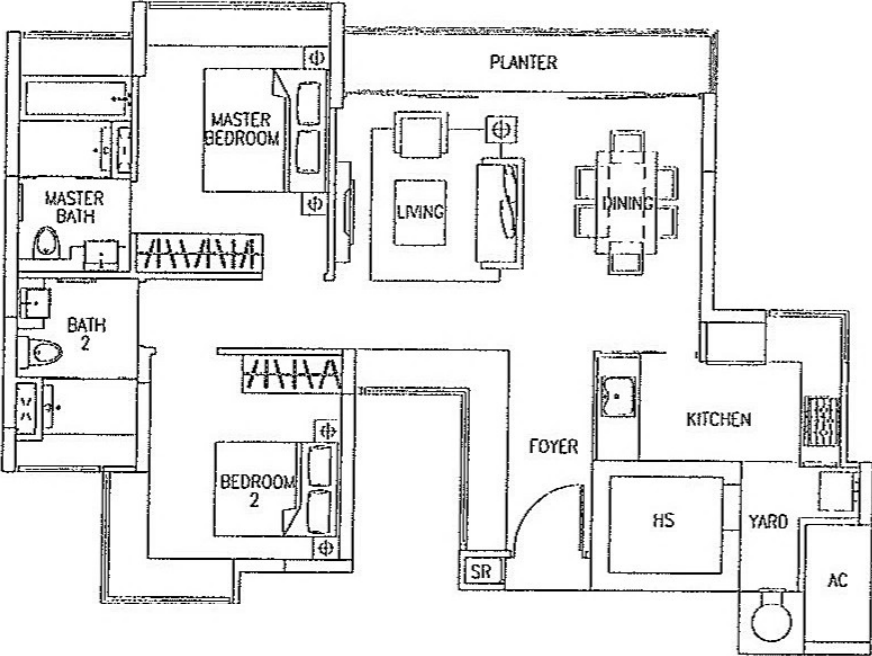 PLANTER
MASTER
BEDROOM
MASTER
BATH
LIVING
DINING
BATH
2
KITCHEN
FOYER
BEDROOM
2
HS
YARD
SR
AC